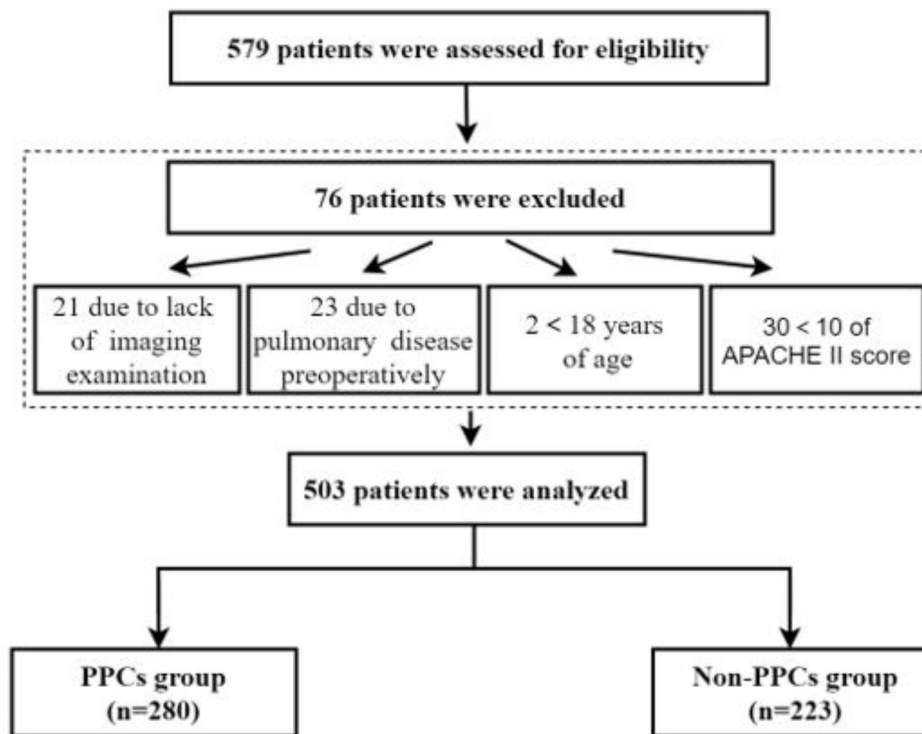 579 patients were assessed for eligibility
76 patients were excluded
21 due to lack
of imaging
examination
23 due to
pulmonary disease
preoperatively
2 < 18 years
of age
30 < 10 of
APACHE II score
503 patients were analyzed
PPCs group
(n=280)
Non-PPCs group
(n=223)